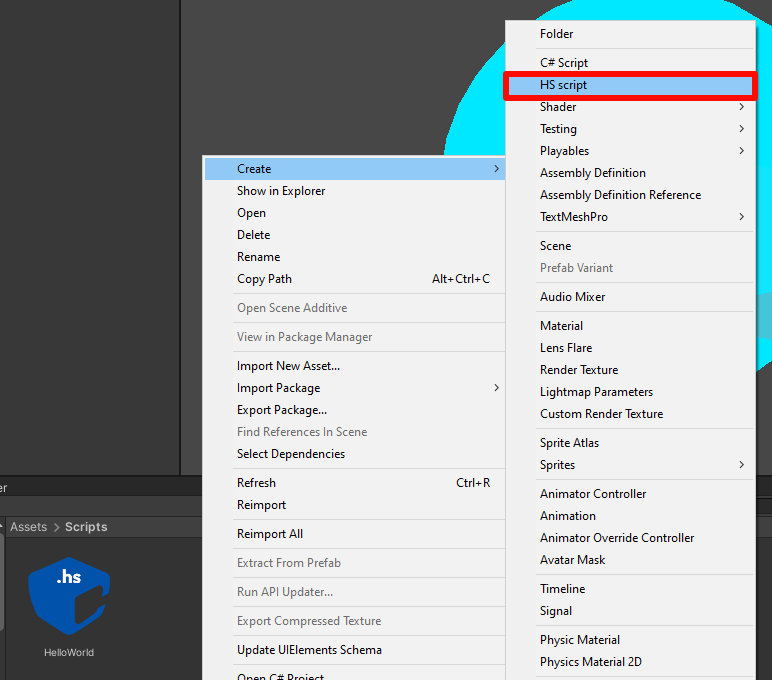 Folder
C# Script
HS script
Shader
Testing
Playables
Assembly Definition
Assembly Definition Reference
TextMeshPro
Scene
Prefab Variant
Audio Mixer
Material
Lens Flare
Render Texture
Lightmap Parameters
Custom Render Texture
Sprite Atlas
Sprites
Animator Controller
Animation
Animator Override Controller
Avatar Mask
Timeline
Signal
Physic Material
Physics Material 2D
Create
Show in Explorer
Open
Delete
Rename
Copy Path Alt+Ctrl+C
Open Scene Additive
View in Package Manager
Import New Asset...
Import Package
Export Package...
Find References In Scene
Select Dependencies
Refresh Ctrl+R
Reimport
Reimport All
Extract From Prefab
Run API Updater...
Export Compressed Texture
Update UIElements Schema
Open C# Project
Assets > Scripts
.hs
HelloWorld